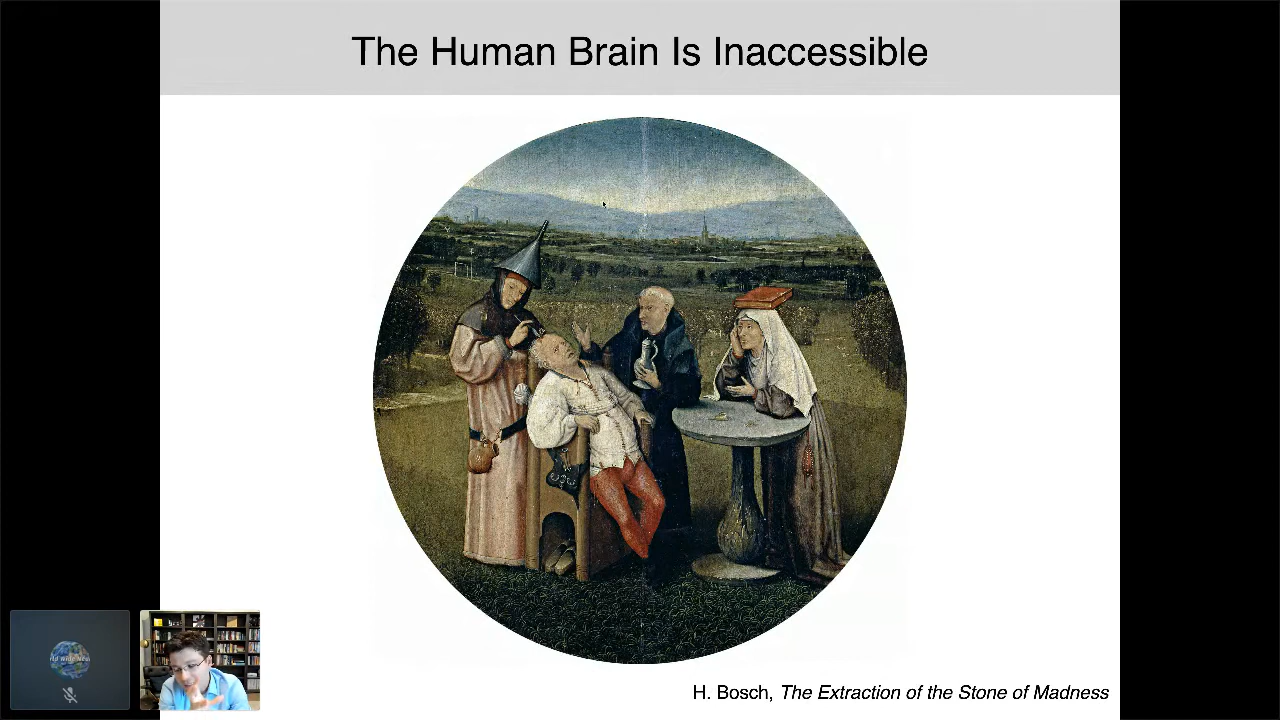 The Human Brain Is Inaccessible
H. Bosch, The Extraction of the Stone of Madness